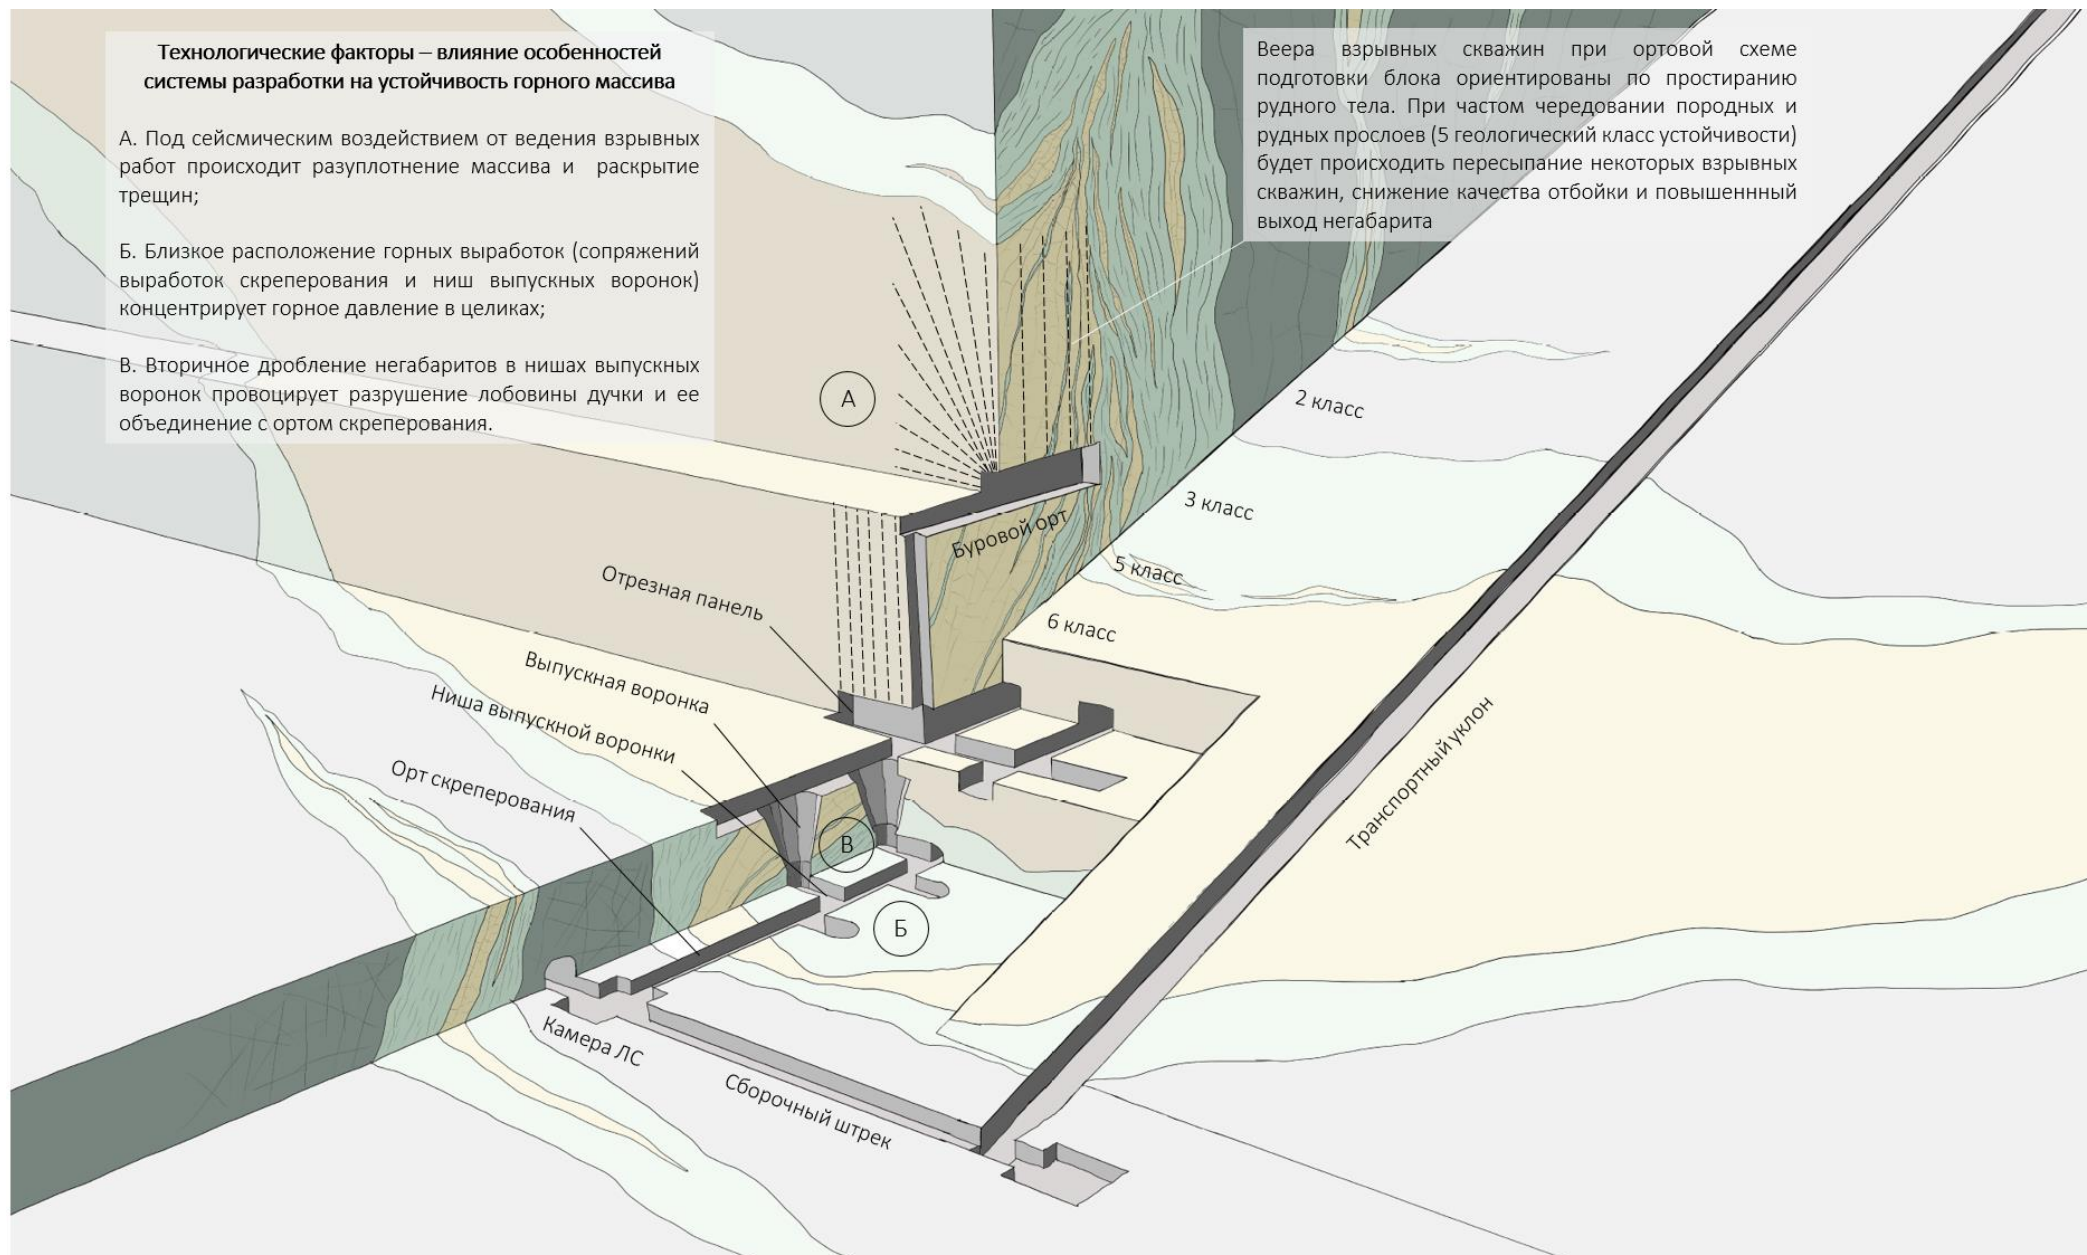 Технологические факторы – влияние особенностей
системы разработки на устойчивость горного массива
А. Под сейсмическим воздействием от ведения взрывных
работ происходит разуплотнение массива и раскрытие
трещин;
Б. Близкое расположение горных выработок (сопряжений
выработок скреперования и ниш выпускных воронок)
концентрирует горное давление в целиках;
В. Вторичное дробление негабаритов в нишах выпускных
воронок провоцирует разрушение лобовины дучки и ее
объединение с ортом скреперования.
Веера взрывных скважин при ортовой схеме
подготовки блока ориентированы по простиранию
рудного тела. При частом чередовании породных и
рудных прослоев (5 геологический класс устойчивости)
будет происходить пересыпание некоторых взрывных
скважин, снижение качества отбойки и повышеннный
выход негабарита
А
2 класс
3 класс
Буровой орт
5 класс
Отрезная панель
6 класс
Выпускная воронка
Ниша выпускной воронки
Орт скреперования
Транспортный уклон
В
Б
Камера ЛС
Сборочный штрек